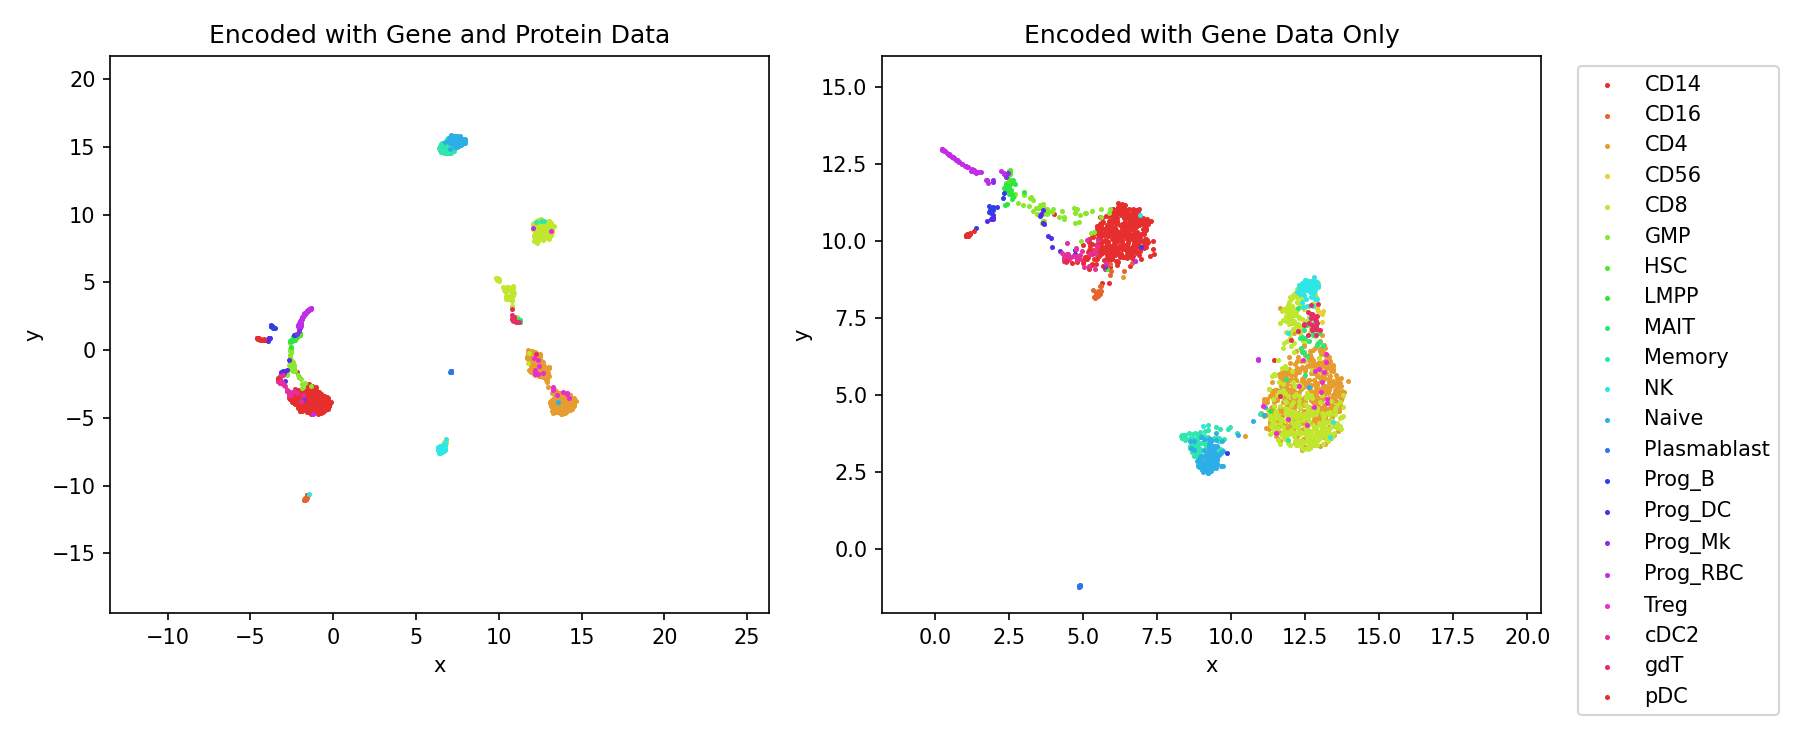 Encoded with Gene and Protein Data
20
15
10
5
0
−5
−10
−15
y
−10
−5
0
5
10
15
20
25
x
Encoded with Gene Data Only
15.0
12.5
10.0
7.5
5.0
2.5
0.0
y
0.0
2.5
5.0
7.5
10.0
12.5
15.0
17.5
20.0
x
CD14
CD16
CD4
CD56
CD8
GMP
HSC
LMPP
MAIT
Memory
NK
Naive
Plasmablast
Prog_B
Prog_DC
Prog_Mk
Prog_RBC
Treg
cDC2
gdT
pDC